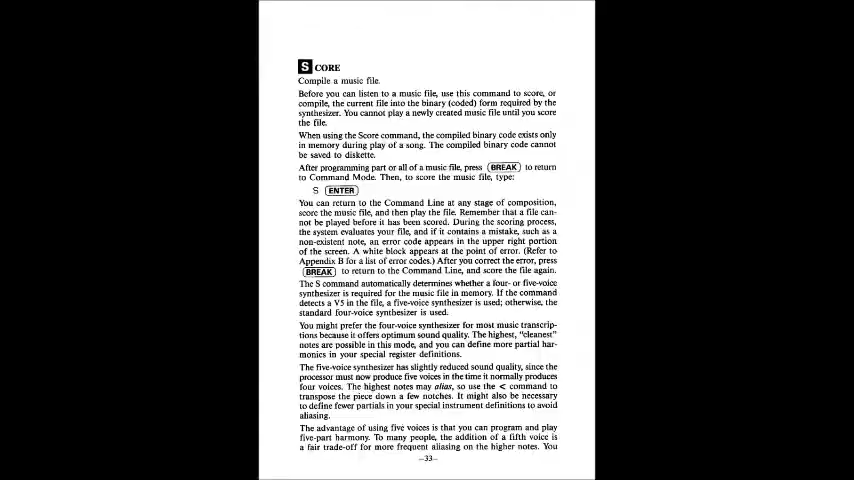 SCORE
Compile a music file.
Before you can listen to a music file, use this command to score, or
compile, the current file into the binary (coded) form required by the
synthesizer. You cannot play a newly created music file until you score
the file.
When using the Score command, the compiled binary code exists only
in memory during play of a song. The compiled binary code cannot
be saved to diskette.
After programming part or all of a music file, press (BREAK) to return
to Command Mode. Then, to score the music file, type:
S (ENTER)
You can return to the Command Line at any stage of composition,
score the music file, and then play the file. Remember that a file can-
not be played before it has been scored. During the scoring process,
the system evaluates your file, and if it contains a mistake, such as a
non-existent note, an error code appears in the upper right portion
of the screen. A white block appears at the point of error. (Refer to
Appendix B for a list of error codes.) After you correct the error, press
(BREAK) to return to the Command Line, and score the file again.
The S command automatically determines whether a four- or five-voice
synthesizer is required for the music file in memory. If the command
detects a V5 in the file, a five-voice synthesizer is used; otherwise, the
standard four-voice synthesizer is used.
You might prefer the four-voice synthesizer for most music transcrip-
tions because it offers optimum sound quality. The highest, “cleanest”
notes are possible in this mode, and you can define more partial har-
monics in your special register definitions.
The five-voice synthesizer has slightly reduced sound quality, since the
processor must now produce five voices in the time it normally produces
four voices. The highest notes may alias, so use the < command to
transpose the piece down a few notches. It might also be necessary
to define fewer partials in your special instrument definitions to avoid
aliasing.
The advantage of using five voices is that you can program and play
five-part harmony. To many people, the addition of a fifth voice is
a fair trade-off for more frequent aliasing on the higher notes. You
—33—